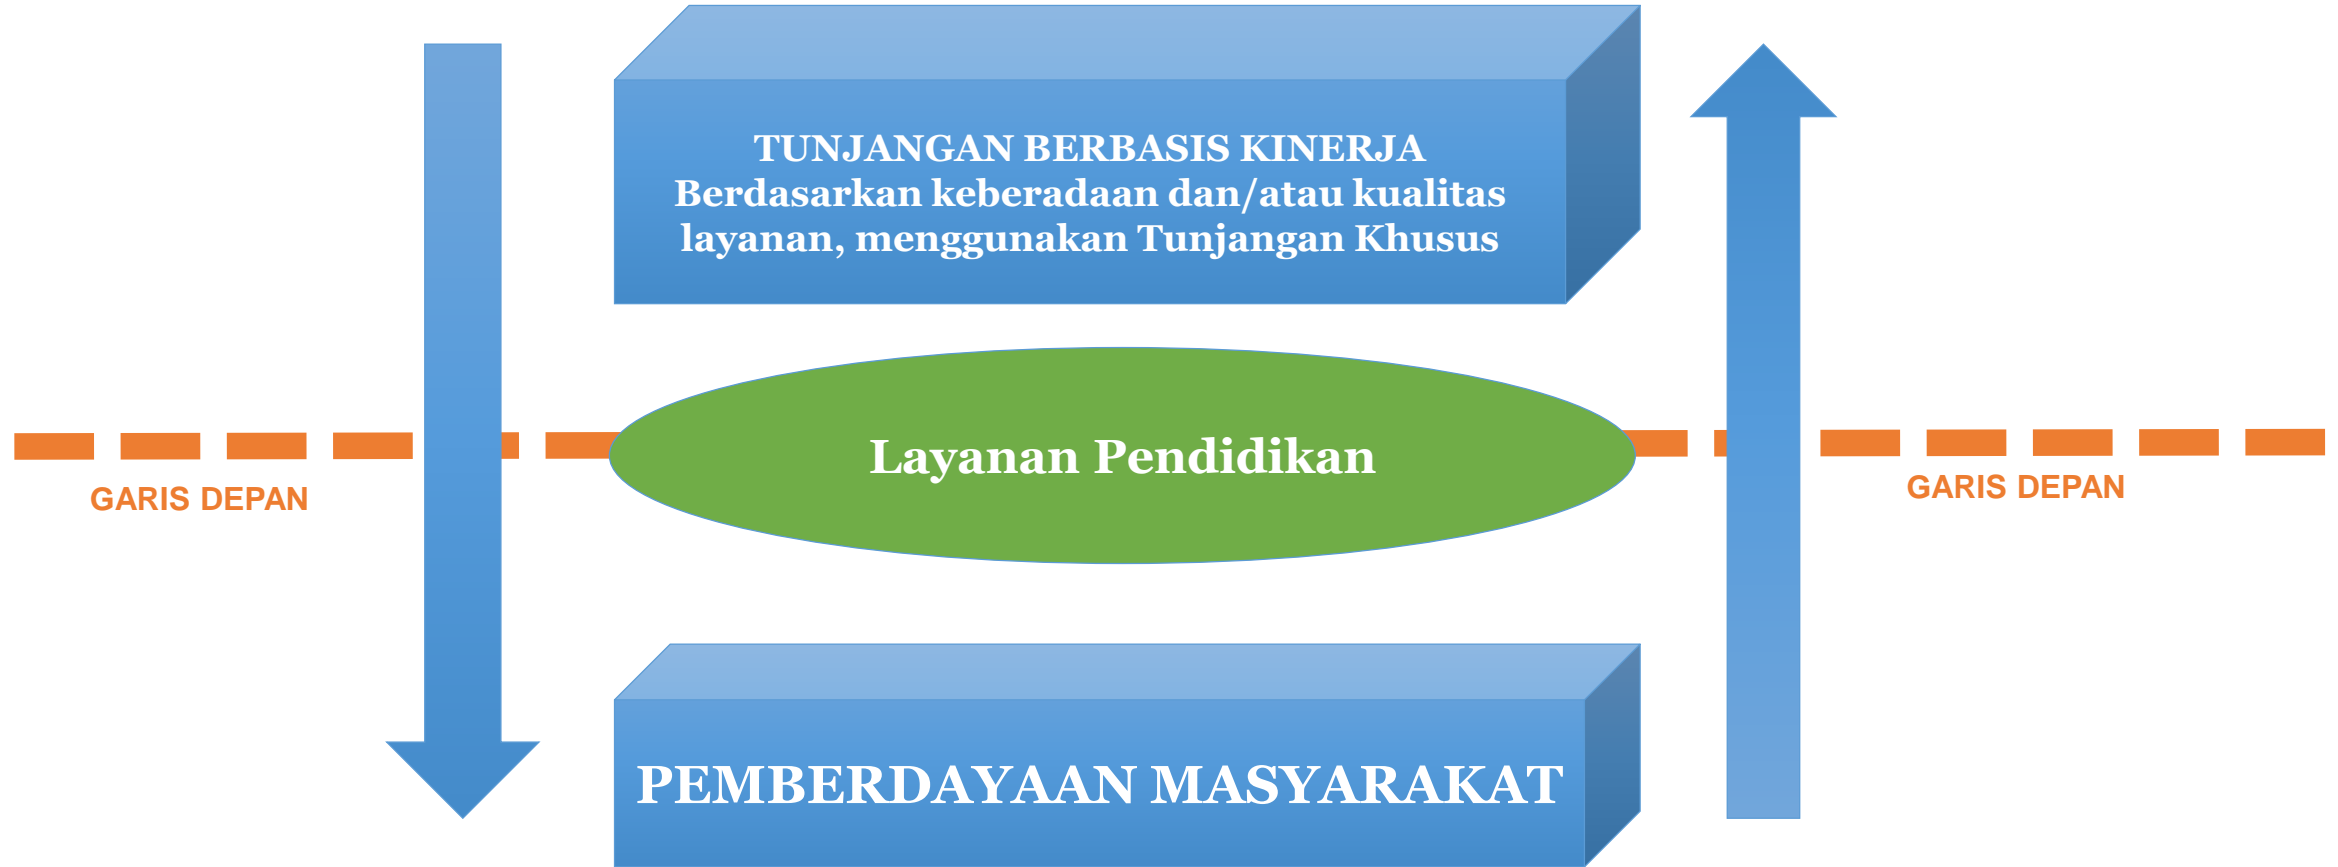 TUNJANGAN BERBASIS KINERJA
Berdasarkan keberadaan dan/atau kualitas
layanan, menggunakan Tunjangan Khusus
Layanan Pendidikan
GARIS DEPAN
GARIS DEPAN
PEMBERDAYAAN MASYARAKAT